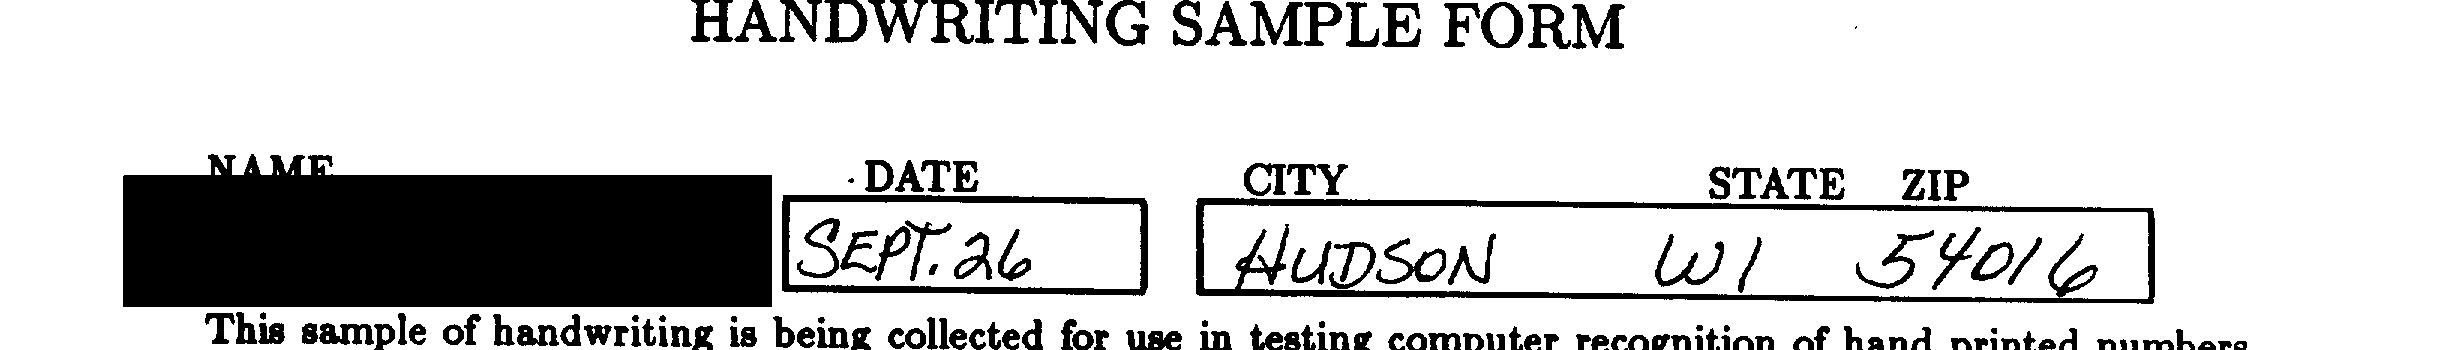 HANDWRITING SAMPLE FORM
NAME DATE CITY STATE ZIP
SEPT. 26 HUDSON WI 54016
This sample of handwriting is being collected for use in testing computer recognition of hand printed numbers